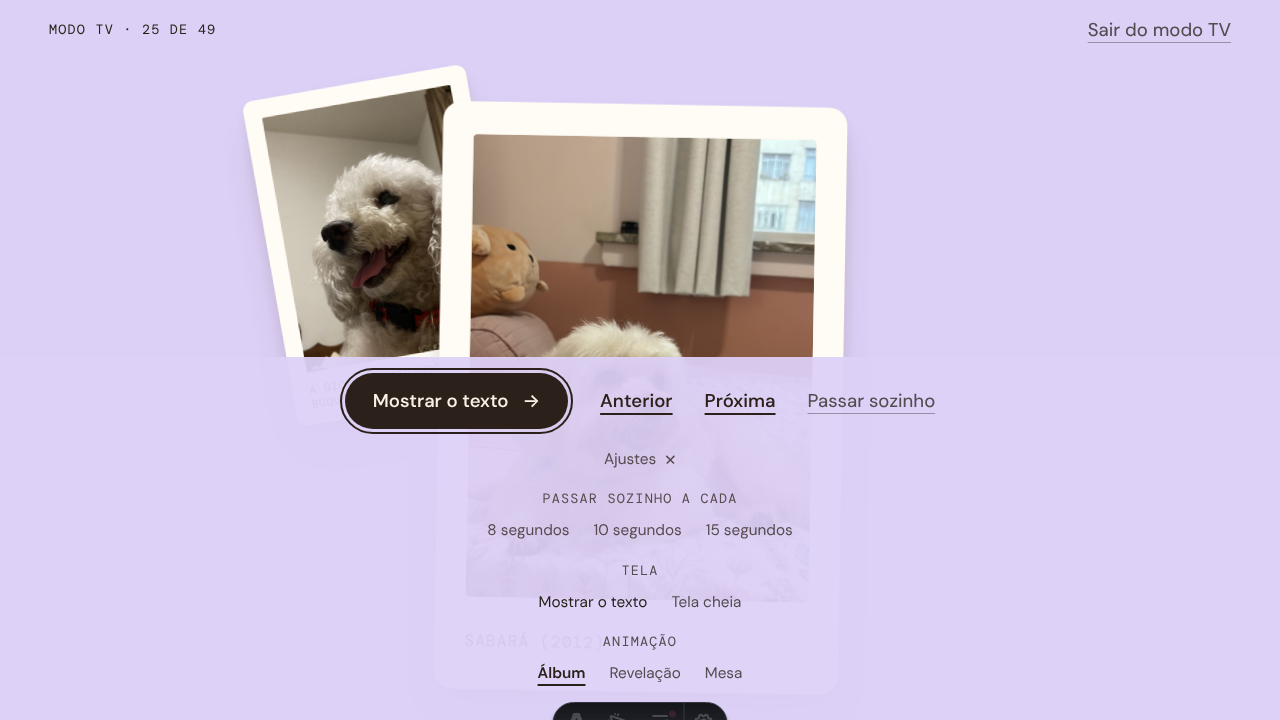 MODO TV · 25 DE 49
Sair do modo TV
Mostrar o texto →
Anterior
Próxima
Passar sozinho
Ajustes ×
PASSAR SOZINHO A CADA
8 segundos 10 segundos 15 segundos
TELA
Mostrar o texto Tela cheia
SABARÁ (2012)
ANIMAÇÃO
Álbum Revelação Mesa